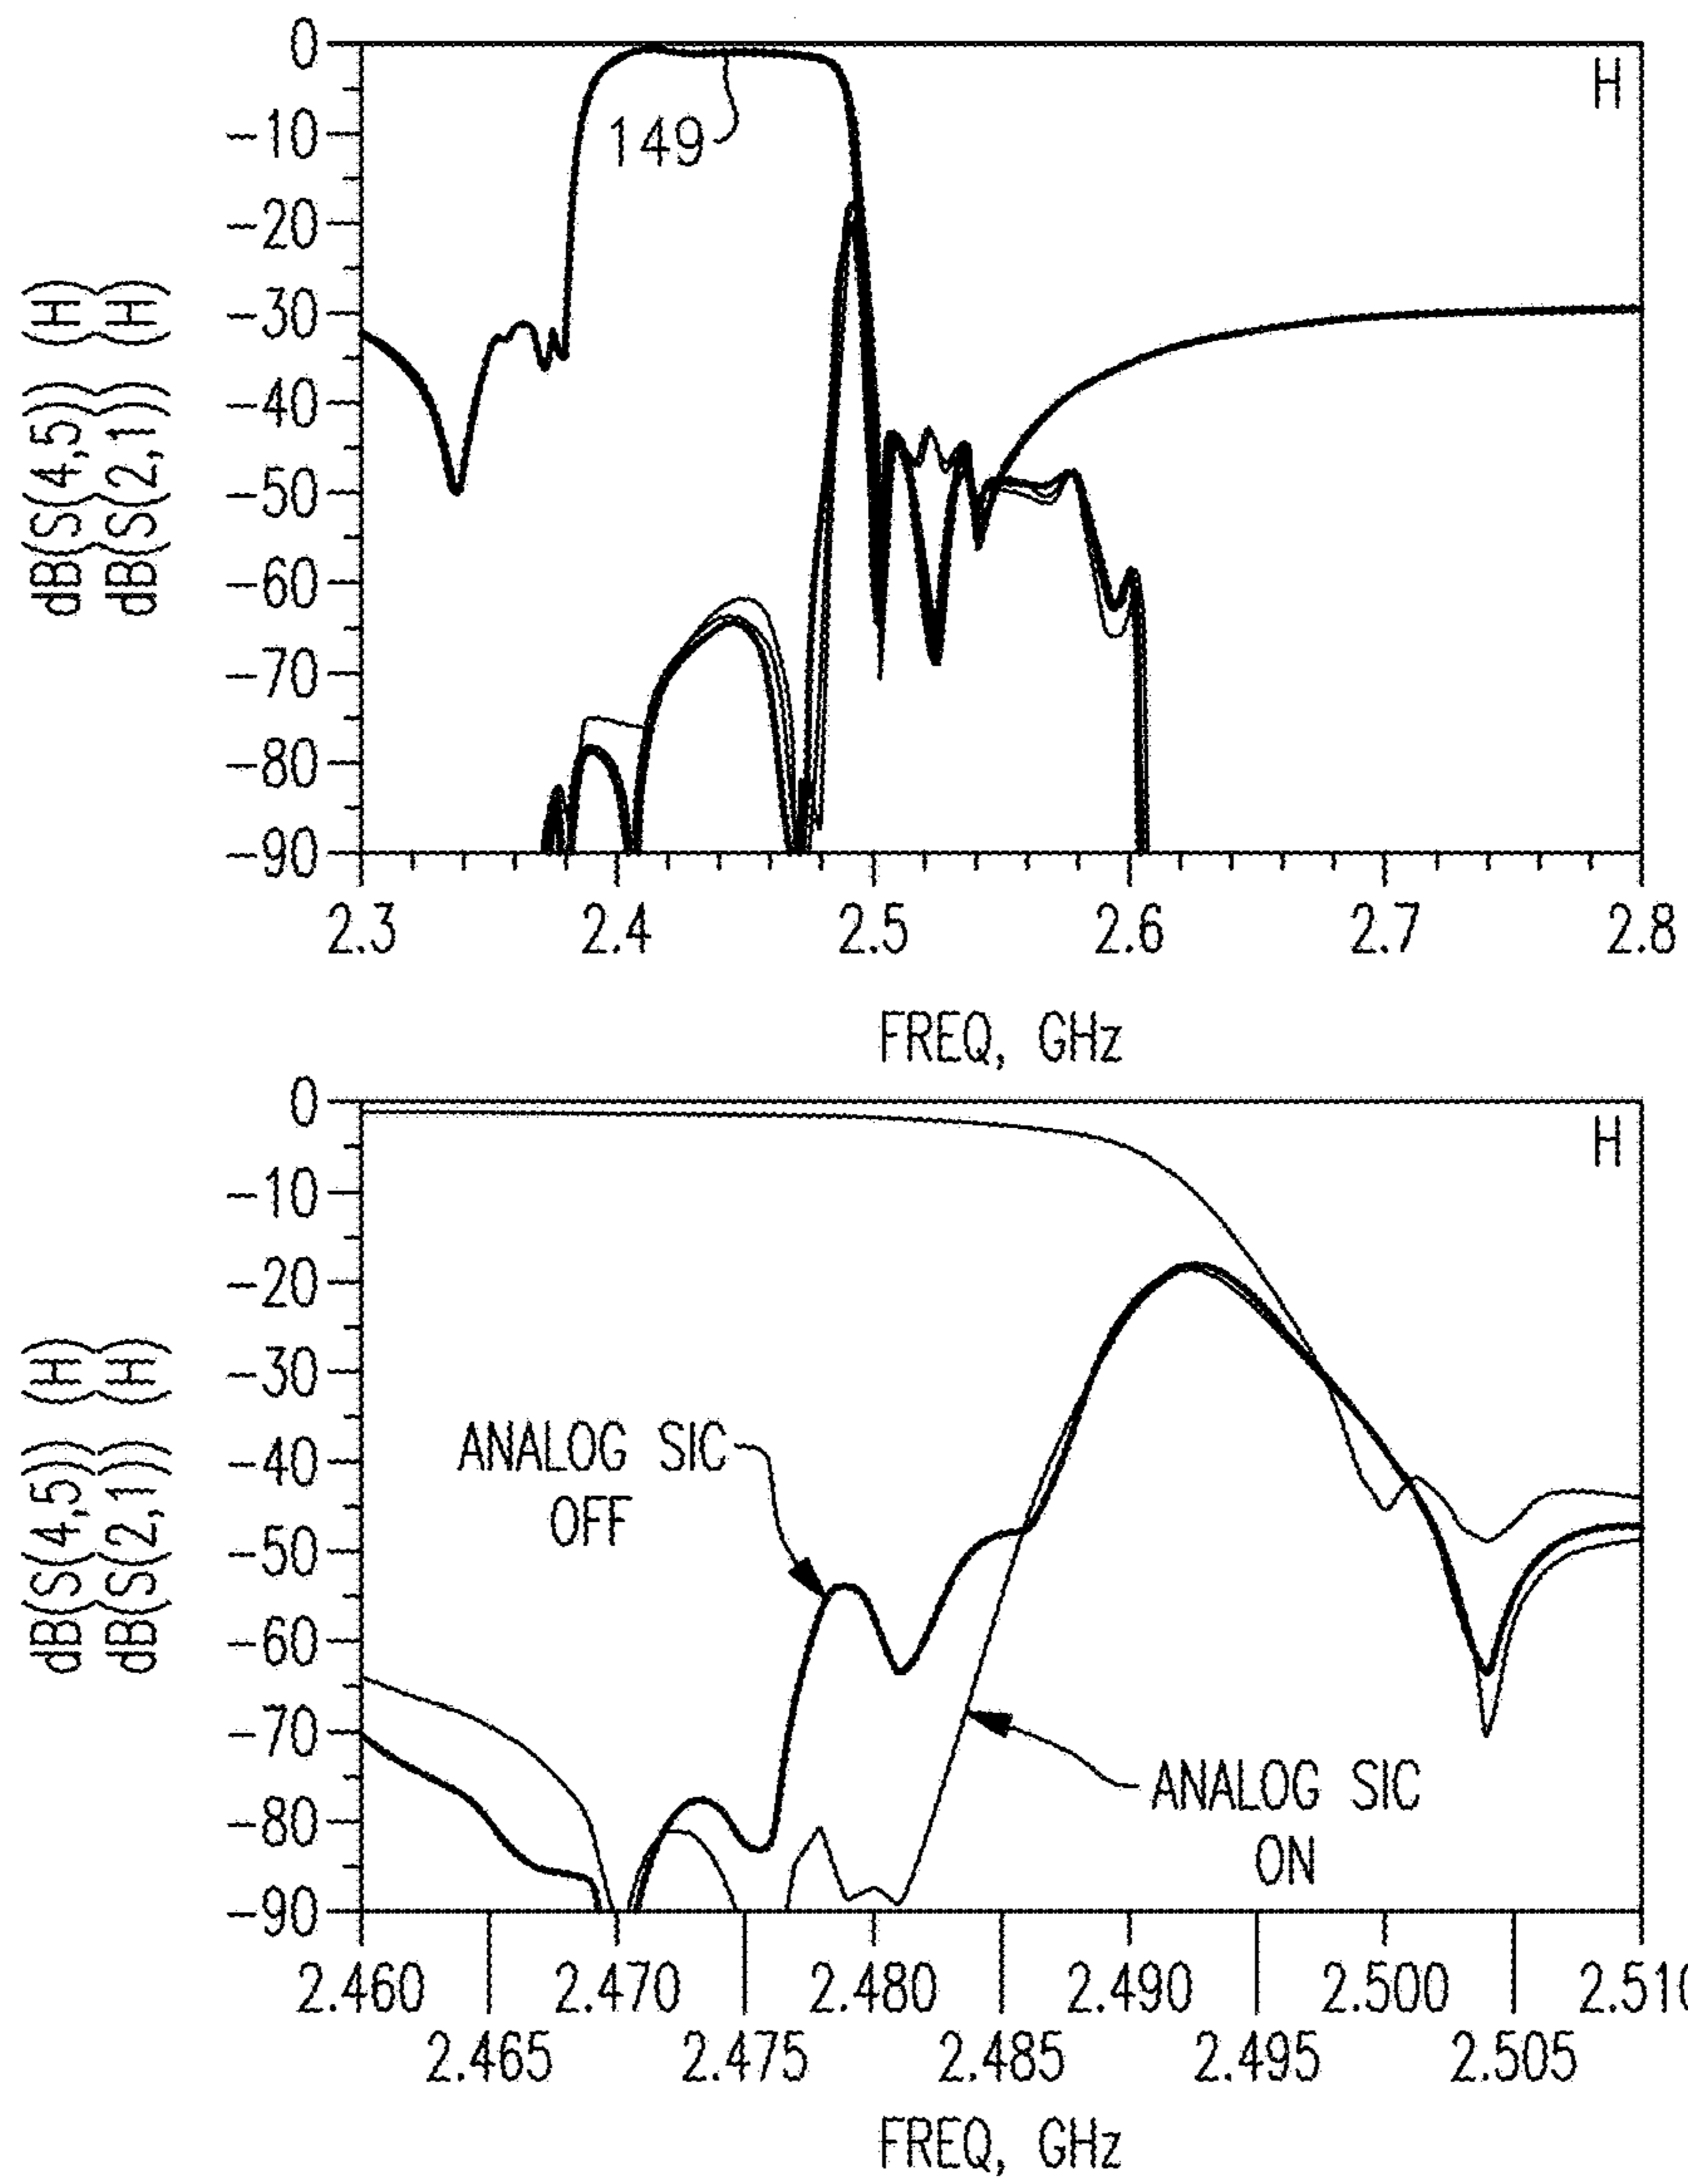 0
-10
-20
-30
-40
-50
-60
-70
-80
-90
dB(S(4,5)) (H)
dB(S(2,1)) (H)
149
H
2.3 2.4 2.5 2.6 2.7 2.8
FREQ, GHz
0
-10
-20
-30
-40
-50
-60
-70
-80
-90
dB(S(4,5)) (H)
dB(S(2,1)) (H)
H
ANALOG SIC
OFF
ANALOG SIC
ON
2.460 2.470 2.480 2.490 2.500 2.510
2.465 2.475 2.485 2.495 2.505
FREQ, GHz